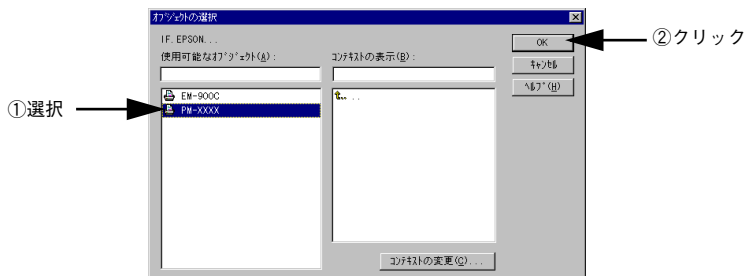 オブジェクトの選択
IF.EPSON...
使用可能なオブジェクト(A):
コンテキストの表示(B):
OK
②クリック
キャンセル
ヘルプ(H)
EM-900C
..
①選択
PM-XXXX
コンテキストの変更(C)...